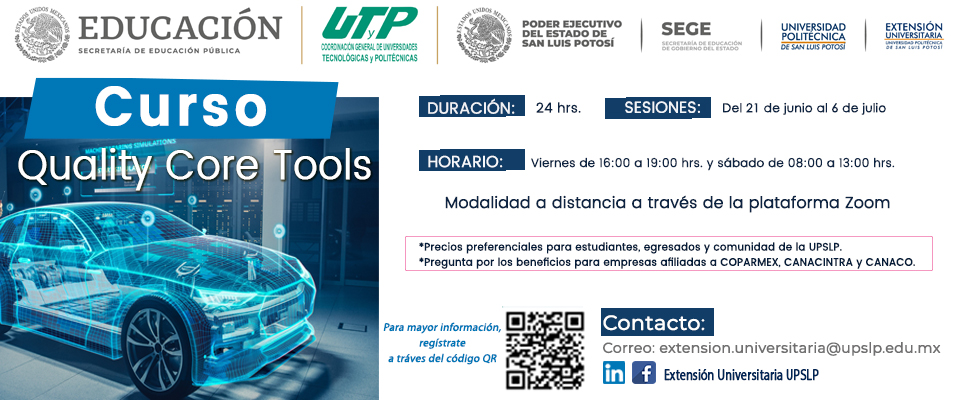 EDUCACIÓN
SECRETARÍA DE EDUCACIÓN PÚBLICA
UTyP
COORDINACIÓN GENERAL DE UNIVERSIDADES
TECNOLÓGICAS y POLITÉCNICAS
ESTADOS UNIDOS MEXICANOS
PODER EJECUTIVO
DEL ESTADO DE
SAN LUIS POTOSÍ
SEGE
SECRETARÍA DE EDUCACIÓN
DE GOBIERNO DEL ESTADO
UNIVERSIDAD
POLITÉCNICA
DE SAN LUIS POTOSÍ
EXTENSIÓN
UNIVERSITARIA
UNIVERSIDAD POLITÉCNICA
DE SAN LUIS POTOSÍ
Curso
Quality Core Tools
DURACIÓN: 24 hrs.
SESIONES: Del 21 de junio al 6 de julio
HORARIO: Viernes de 16:00 a 19:00 hrs. y sábado de 08:00 a 13:00 hrs.
Modalidad a distancia a través de la plataforma Zoom
*Precios preferenciales para estudiantes, egresados y comunidad de la UPSLP.
*Pregunta por los beneficios para empresas afiliadas a COPARMEX, CANACINTRA y CANACO.
Para mayor información,
regístrate
a tráves del código QR
Contacto:
Correo: extension.universitaria@upslp.edu.mx
in f Extensión Universitaria UPSLP